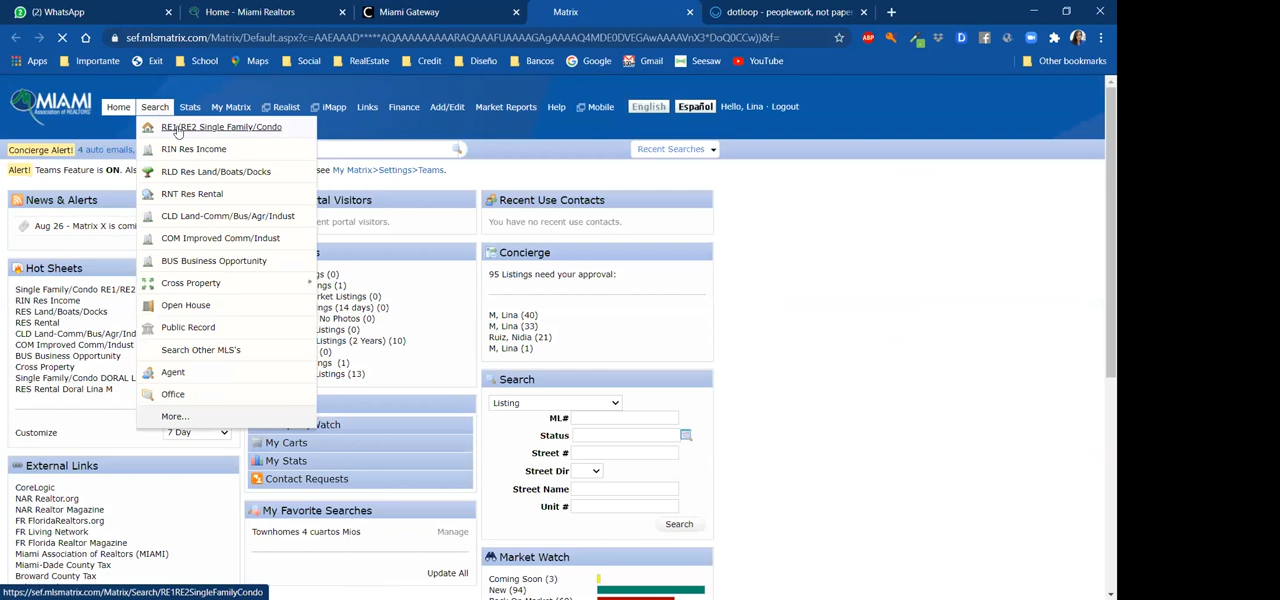 (2) WhatsApp
Home - Miami Realtors
Miami Gateway
Matrix
dotloop - peoplework, not paper
sef.mlsmatrix.com/Matrix/Default.aspx?c=AAEAAAD*****AQAAAAAAAAARAQAAAFUAAAAGAgAAAAQ4MDE0DVEGAwAAAAVnX3*DoQ0CCw))&f=
Apps
Importante
Exit
School
Maps
Social
RealEstate
Credit
Diseño
Bancos
Google
Gmail
Seesaw
YouTube
Other bookmarks
MIAMI
Association of REALTORS®
Home
Search
Stats
My Matrix
Realist
iMapp
Links
Finance
Add/Edit
Market Reports
Help
Mobile
English
Español
Hello, Lina · Logout
RE1/RE2 Single Family/Condo
RIN Res Income
RLD Res Land/Boats/Docks
RNT Res Rental
CLD Land-Comm/Bus/Agr/Indust
COM Improved Comm/Indust
BUS Business Opportunity
Cross Property
Open House
Public Record
Search Other MLS's
Agent
Office
More...
Concierge Alert! 4 auto emails,
Recent Searches
Alert! Teams Feature is ON. Al
see My Matrix>Settings>Teams.
News & Alerts
Aug 26 - Matrix X is comi
Hot Sheets
Single Family/Condo RE1/RE2
RIN Res Income
RES Land/Boats/Docks
RES Rental
CLD Land-Comm/Bus/Agr/Ind
COM Improved Comm/Indust
BUS Business Opportunity
Cross Property
Single Family/Condo DORAL L
RES Rental Doral Lina M
Customize
7 Day
External Links
CoreLogic
NAR Realtor.org
NAR Realtor Magazine
FR FloridaRealtors.org
FR Living Network
FR Florida Realtor Magazine
Miami Association of Realtors (MIAMI)
Miami-Dade County Tax
Broward County Tax
tal Visitors
ent portal visitors.
s
ngs (0)
ngs (1)
rket Listings (0)
ngs (14 days) (0)
No Photos (0)
istings (0)
istings (2 Years) (10)
(0)
ngs (1)
istings (13)
y Watch
My Carts
My Stats
Contact Requests
My Favorite Searches
Townhomes 4 cuartos Mios
Manage
Update All
Recent Use Contacts
You have no recent use contacts.
Concierge
95 Listings need your approval:
M, Lina (40)
M, Lina (33)
Ruiz, Nidia (21)
M, Lina (1)
Search
Listing
ML#
Status
Street #
Street Dir
Street Name
Unit #
Search
Market Watch
Coming Soon (3)
New (94)
https://sef.mlsmatrix.com/Matrix/Search/RE1RE2SingleFamilyCondo